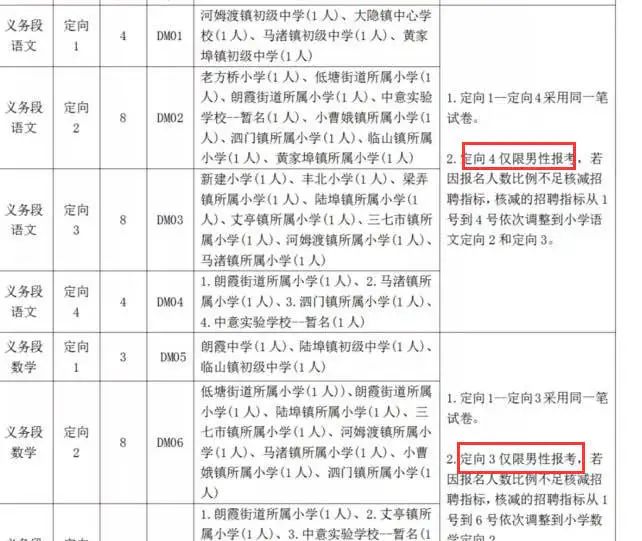 义务段 定向 4 DM01 河姆渡镇初级中学(1 人)、大隐镇中心学
语文 1 校(1 人)、马渚镇初级中学(1 人)、黄家
埠镇初级中学(1 人)
老方桥小学(1 人)、低塘街道所属小学(1
人)、朗霞街道所属小学(1 人)、中意实验
义务段 定向 8 DM02 学校--暂名(1 人)、小曹娥镇所属小学(1
语文 2 人)、泗门镇所属小学(1 人)、临山镇所属
小学(1 人)、黄家埠镇所属小学(1 人)
新建小学(1 人)、丰北小学(1 人)、梁弄
镇所属小学(1 人)、陆埠镇所属小学(1
义务段 定向 8 DM03 人)、丈亭镇所属小学(1 人)、三七市镇所
语文 3 属小学(1 人)、河姆渡镇所属小学(1 人)、
马渚镇所属小学(1 人)
义务段 定向 4 DM04 1.朗霞街道所属小学(1 人)、2.马渚镇所
语文 4 属小学(1 人)、3.泗门镇所属小学(1 人)、
4.中意实验学校--暂名(1 人)
1.定向 1—定向 4 采用同一笔
试卷。
2.定向 4 仅限男性报考，若
因报名人数比例不足核减招
聘指标，核减的招聘指标从 1
号到 4 号依次调整到小学语
文定向 2 和定向 3。
义务段 定向 3 DM05 朗霞中学(1 人)、陆埠镇初级中学(1 人)、
数学 1 临山镇初级中学(1 人)
低塘街道所属小学(1 人))、朗霞街道所属
小学(1 人)、陆埠镇所属小学(1 人)、三
义务段 定向 8 DM06 七市镇所属小学(1 人)、河姆渡镇所属小
数学 2 学(1 人)、马渚镇所属小学(1 人)、小曹
娥镇所属小学(1 人)、泗门镇所属小学(1
人)
1.朗霞街道所属小学(1 人)、2.丈亭镇所
属小学(1 人)、3.中意实验学校--暂名(1
1.定向 1—定向 3 采用同一笔
试卷。
2.定向 3 仅限男性报考，若
因报名人数比例不足核减
招聘指标，核减的招聘指标从 1
号到 6 号依次调整到小学数
学定向 2